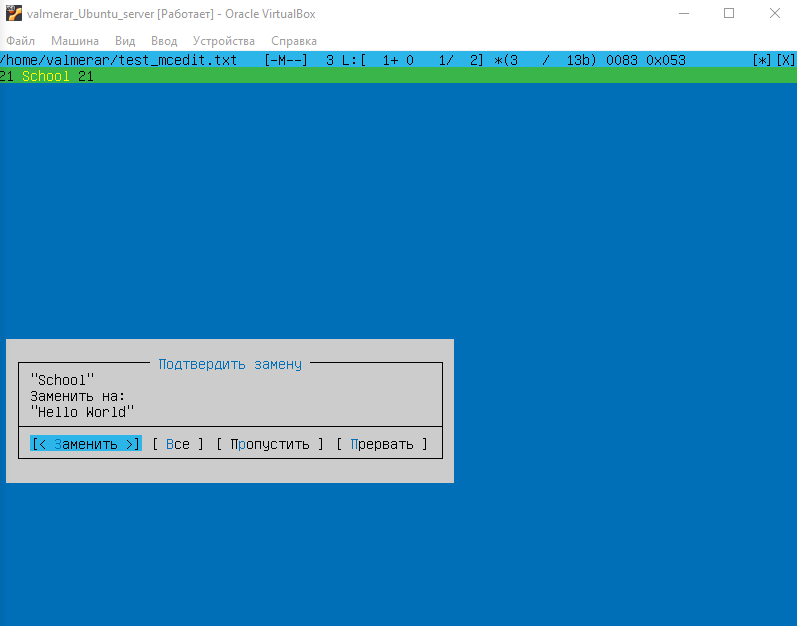 valmerar_Ubuntu_server [Работает] - Oracle VirtualBox
Файл Машина Вид Ввод Устройства Справка
/home/valmerar/test_mcedit.txt [-M--] 3 L:[ 1+ 0 1/ 2] *(3 / 13b) 0083 0x053 [*][X]
21 School 21
Подтвердить замену
"School"
Заменить на:
"Hello World"
[< Заменить >] [ Все ] [ Пропустить ] [ Прервать ]